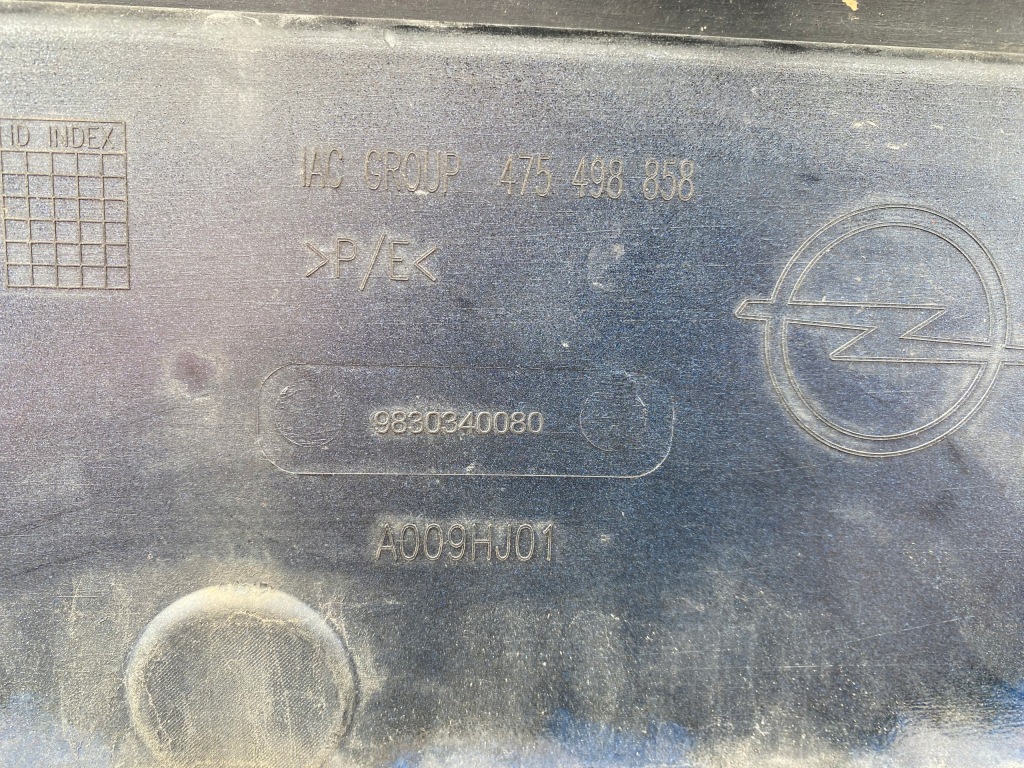 ID INDEX
IAC GROUP 475 498 858
>P/E<
9830340080
A009HJ01